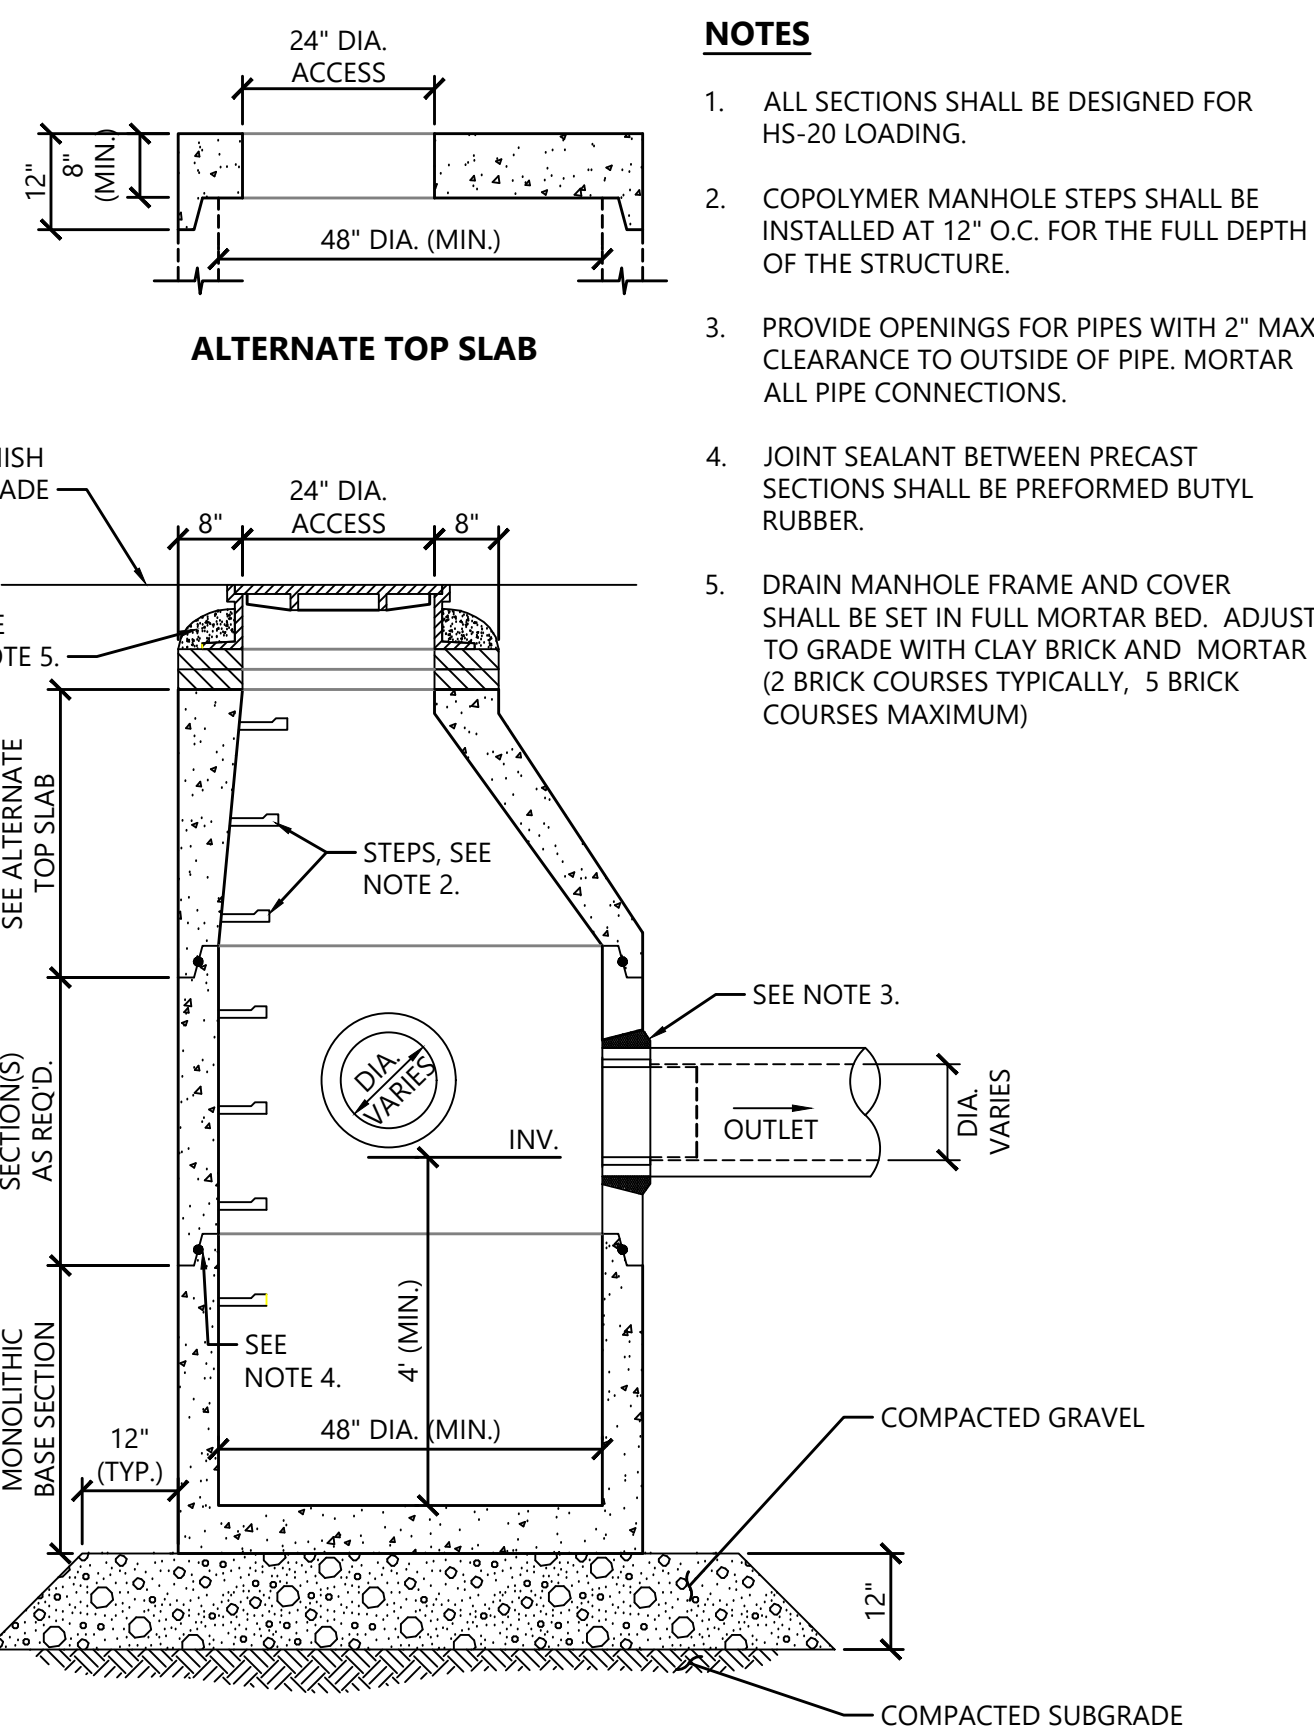 24" DIA.
ACCESS
12"
8"
(MIN.)
48" DIA. (MIN.)
ALTERNATE TOP SLAB
NOTES
1. ALL SECTIONS SHALL BE DESIGNED FOR
HS-20 LOADING.
2. COPOLYMER MANHOLE STEPS SHALL BE
INSTALLED AT 12" O.C. FOR THE FULL DEPTH
OF THE STRUCTURE.
3. PROVIDE OPENINGS FOR PIPES WITH 2" MAX
CLEARANCE TO OUTSIDE OF PIPE. MORTAR
ALL PIPE CONNECTIONS.
4. JOINT SEALANT BETWEEN PRECAST
SECTIONS SHALL BE PREFORMED BUTYL
RUBBER.
5. DRAIN MANHOLE FRAME AND COVER
SHALL BE SET IN FULL MORTAR BED. ADJUST
TO GRADE WITH CLAY BRICK AND MORTAR
(2 BRICK COURSES TYPICALLY, 5 BRICK
COURSES MAXIMUM)
24" DIA.
8" ACCESS 8"
5.
SEE ALTERNATE
TOP SLAB
STEPS, SEE
NOTE 2.
SEE NOTE 3.
SECTION(S)
AS REQ'D.
DIA.
VARIES
INV.
OUTLET
DIA.
VARIES
4' (MIN.)
SEE
NOTE 4.
MONOLITHIC
BASE SECTION
48" DIA. (MIN.)
12"
(TYP.)
COMPACTED GRAVEL
12"
COMPACTED SUBGRADE